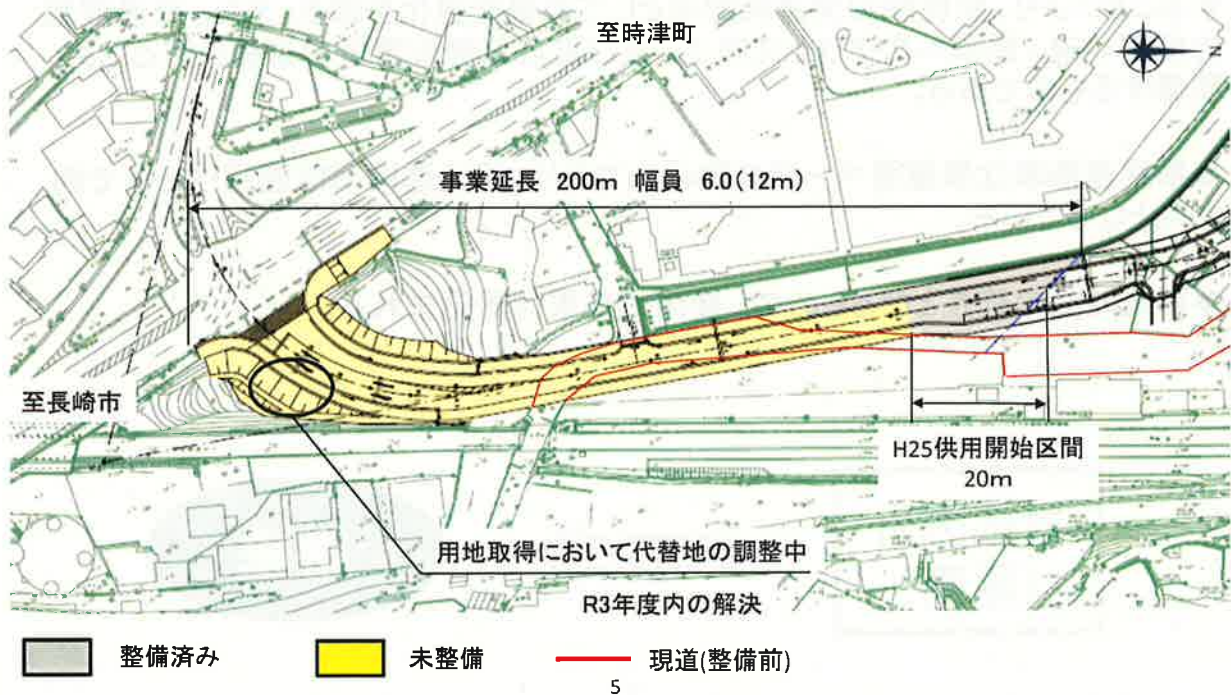 至時津町
N
事業延長 200m 幅員 6.0(12m)
至長崎市
H25供用開始区間
20m
用地取得において代替地の調整中
R3年度内の解決
整備済み
未整備
現道(整備前)
5